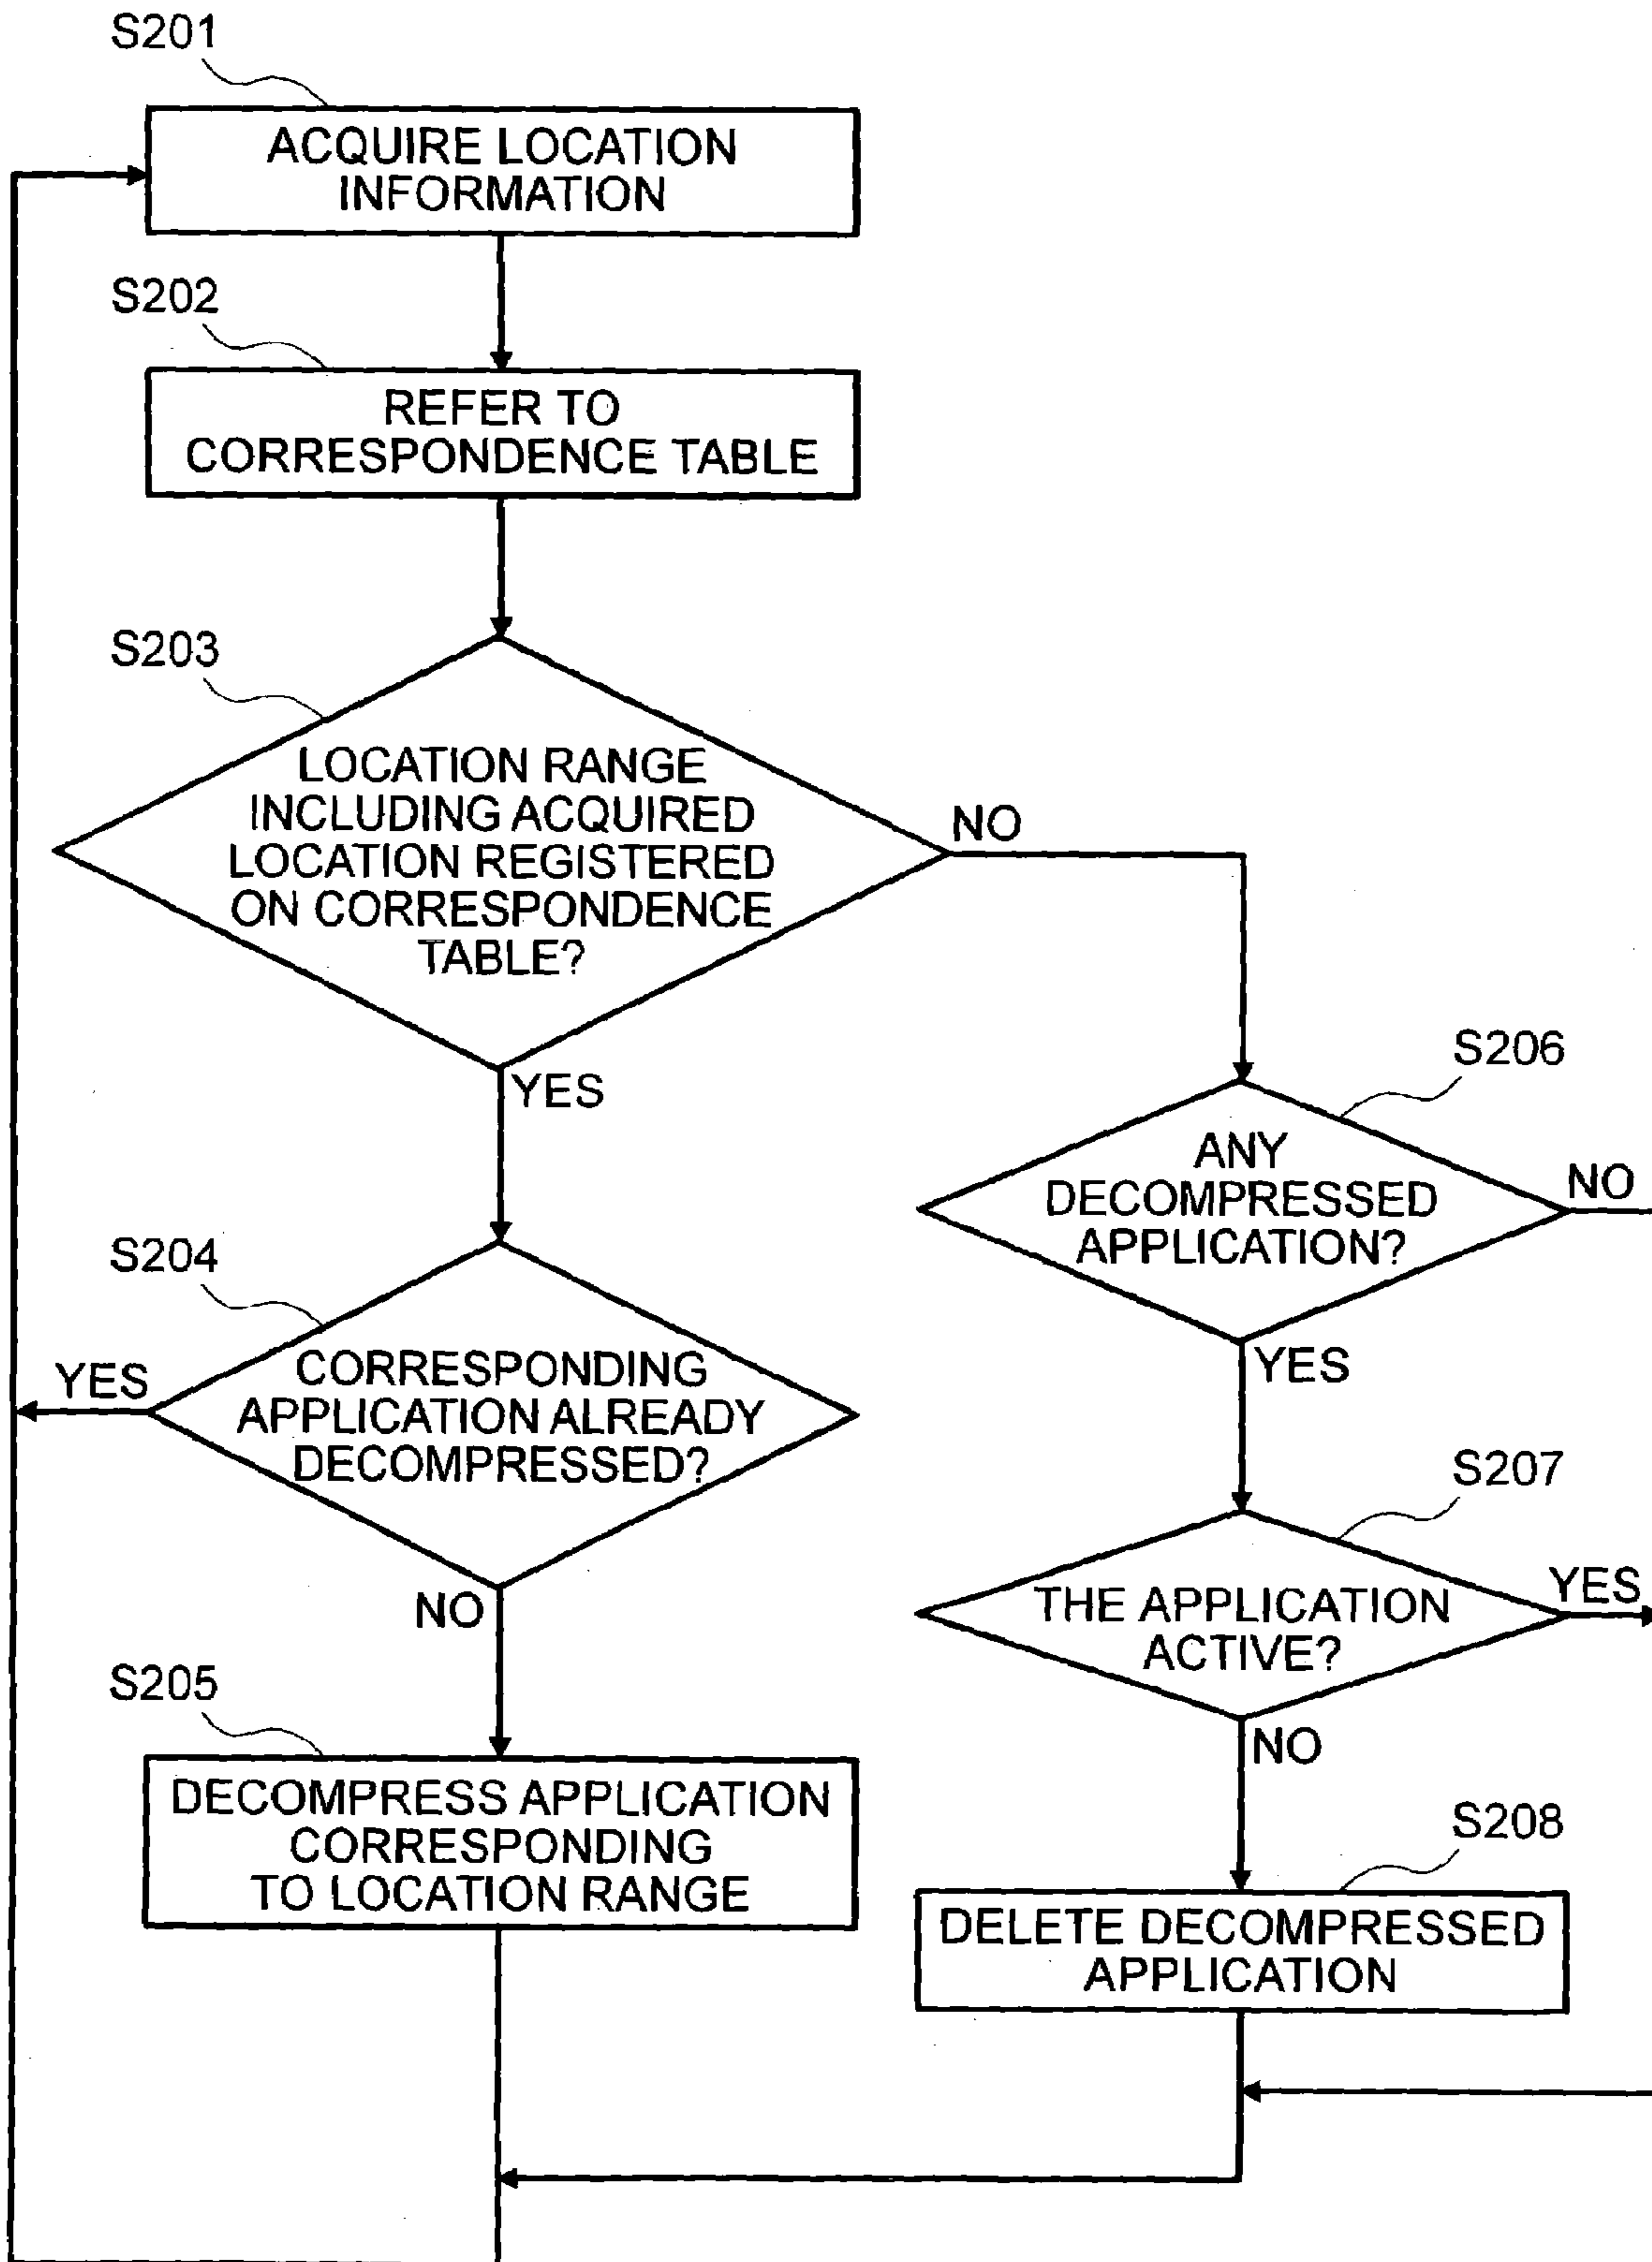 S201
ACQUIRE LOCATION
INFORMATION
S202
REFER TO
CORRESPONDENCE TABLE
S203
LOCATION RANGE
INCLUDING ACQUIRED
LOCATION REGISTERED
ON CORRESPONDENCE
TABLE?
NO
YES
S204
CORRESPONDING
APPLICATION ALREADY
DECOMPRESSED?
YES
NO
S205
DECOMPRESS APPLICATION
CORRESPONDING
TO LOCATION RANGE
S206
ANY
DECOMPRESSED
APPLICATION?
NO
YES
S207
THE APPLICATION
ACTIVE?
YES
NO
S208
DELETE DECOMPRESSED
APPLICATION